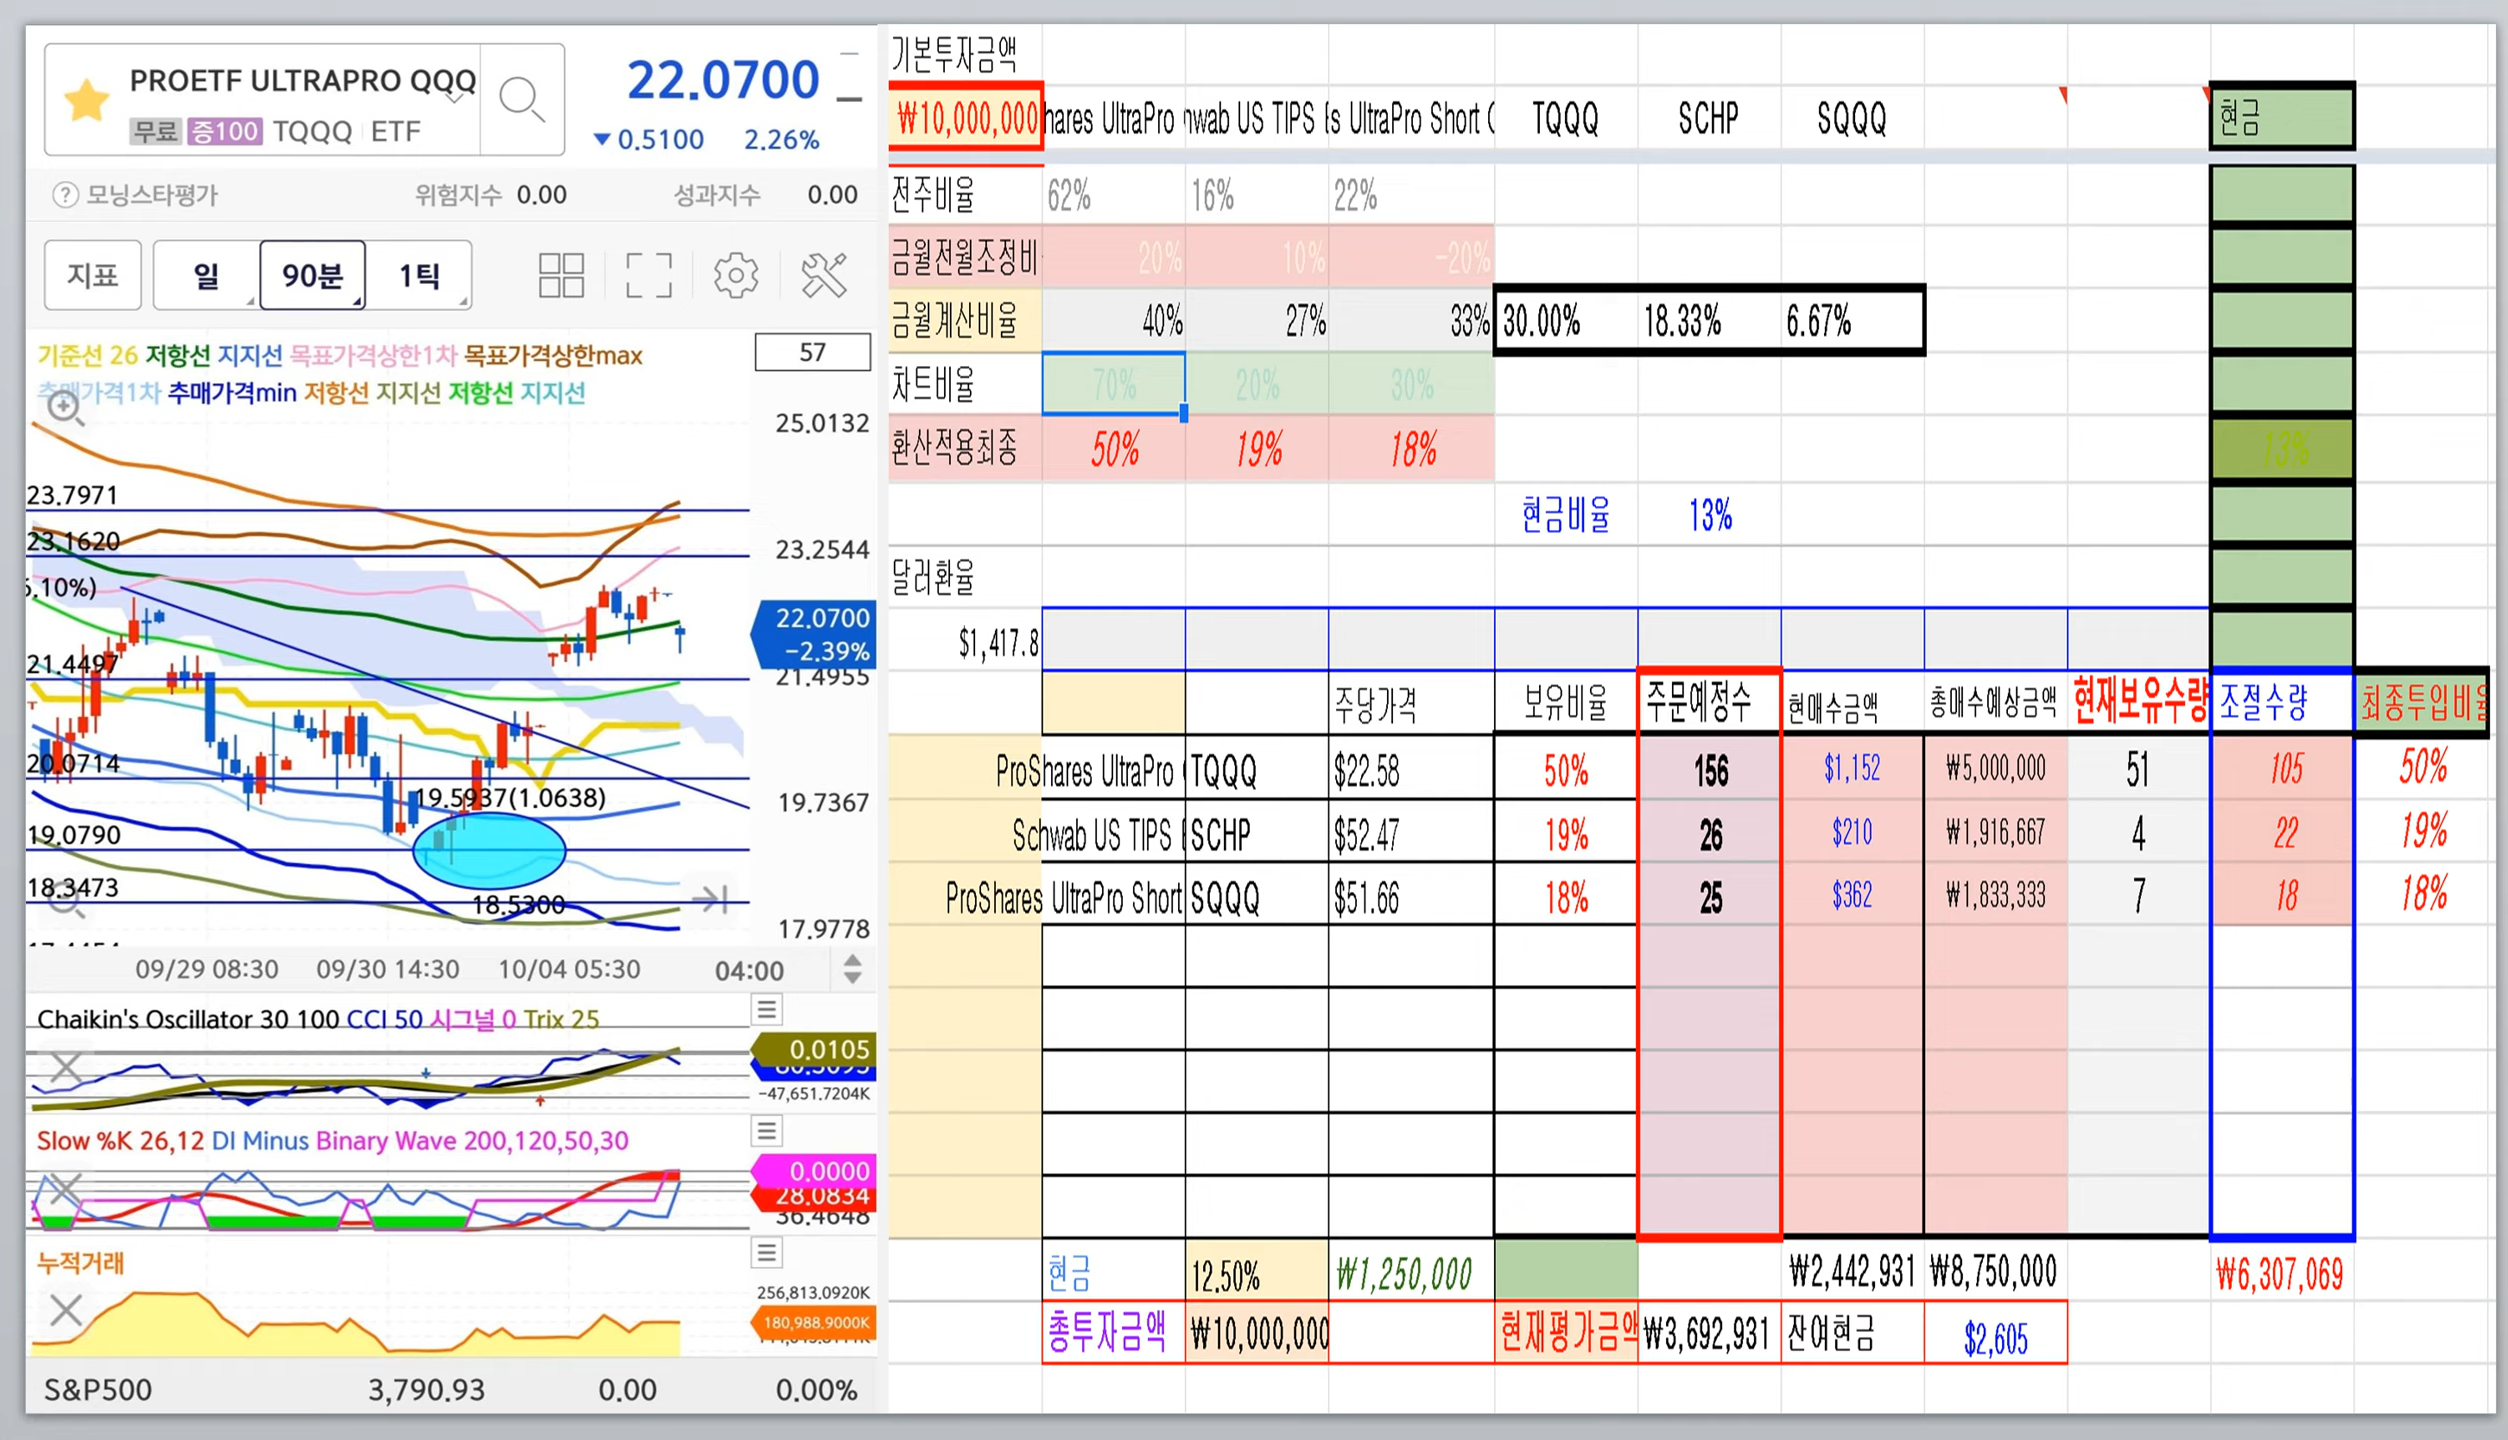 PROETF ULTRAPRO QQQ
무료 증100 TQQQ ETF
22.0700
▼ 0.5100 2.26%
? 모닝스타평가 위험지수 0.00 성과지수 0.00
지표 일 90분 1틱
기준선 26 저항선 지지선 목표가격상한1차 목표가격상한max
추매가격1차 추매가격min 저항선 지지선 저항선 지지선
57
25.0132
23.7971
23.1620
23.2544
.10%)
22.0700
−2.39%
21.4497
21.4955
20.0714
19.5937(1.0638)
19.7367
19.0790
18.3473
18.5300
17.9778
09/29 08:30 09/30 14:30 10/04 05:30 04:00
Chaikin's Oscillator 30 100 CCI 50 시그널 0 Trix 25
0.0105
−47,651.7204K
Slow %K 26,12 DI Minus Binary Wave 200,120,50,30
0.0000
28.0834
36.4648
누적거래
256,813.0920K
180,988.9000K
S&P500 3,790.93 0.00 0.00%
기본투자금액
₩10,000,000 hares UltraPro hwab US TIPS s UltraPro Short TQQQ SCHP SQQQ 현금
전주비율 62% 16% 22%
금월전월조정비 20% 10% -20%
금월계산비율 40% 27% 33% 30.00% 18.33% 6.67%
차트비율 70% 20% 30%
환산적용최종 50% 19% 18% 13%
현금비율 13%
달러환율
$1,417.8
주당가격 보유비율 주문예정수 현매수금액 총매수예상금액 현재보유수량 조절수량 최종투입비율
ProShares UltraPro TQQQ $22.58 50% 156 $1,152 ₩5,000,000 51 105 50%
Schwab US TIPS SCHP $52.47 19% 26 $210 ₩1,916,667 4 22 19%
ProShares UltraPro Short SQQQ $51.66 18% 25 $362 ₩1,833,333 7 18 18%
현금 12.50% ₩1,250,000 ₩2,442,931 ₩8,750,000 ₩6,307,069
총투자금액 ₩10,000,000 현재평가금액 ₩3,692,931 잔여현금 $2,605